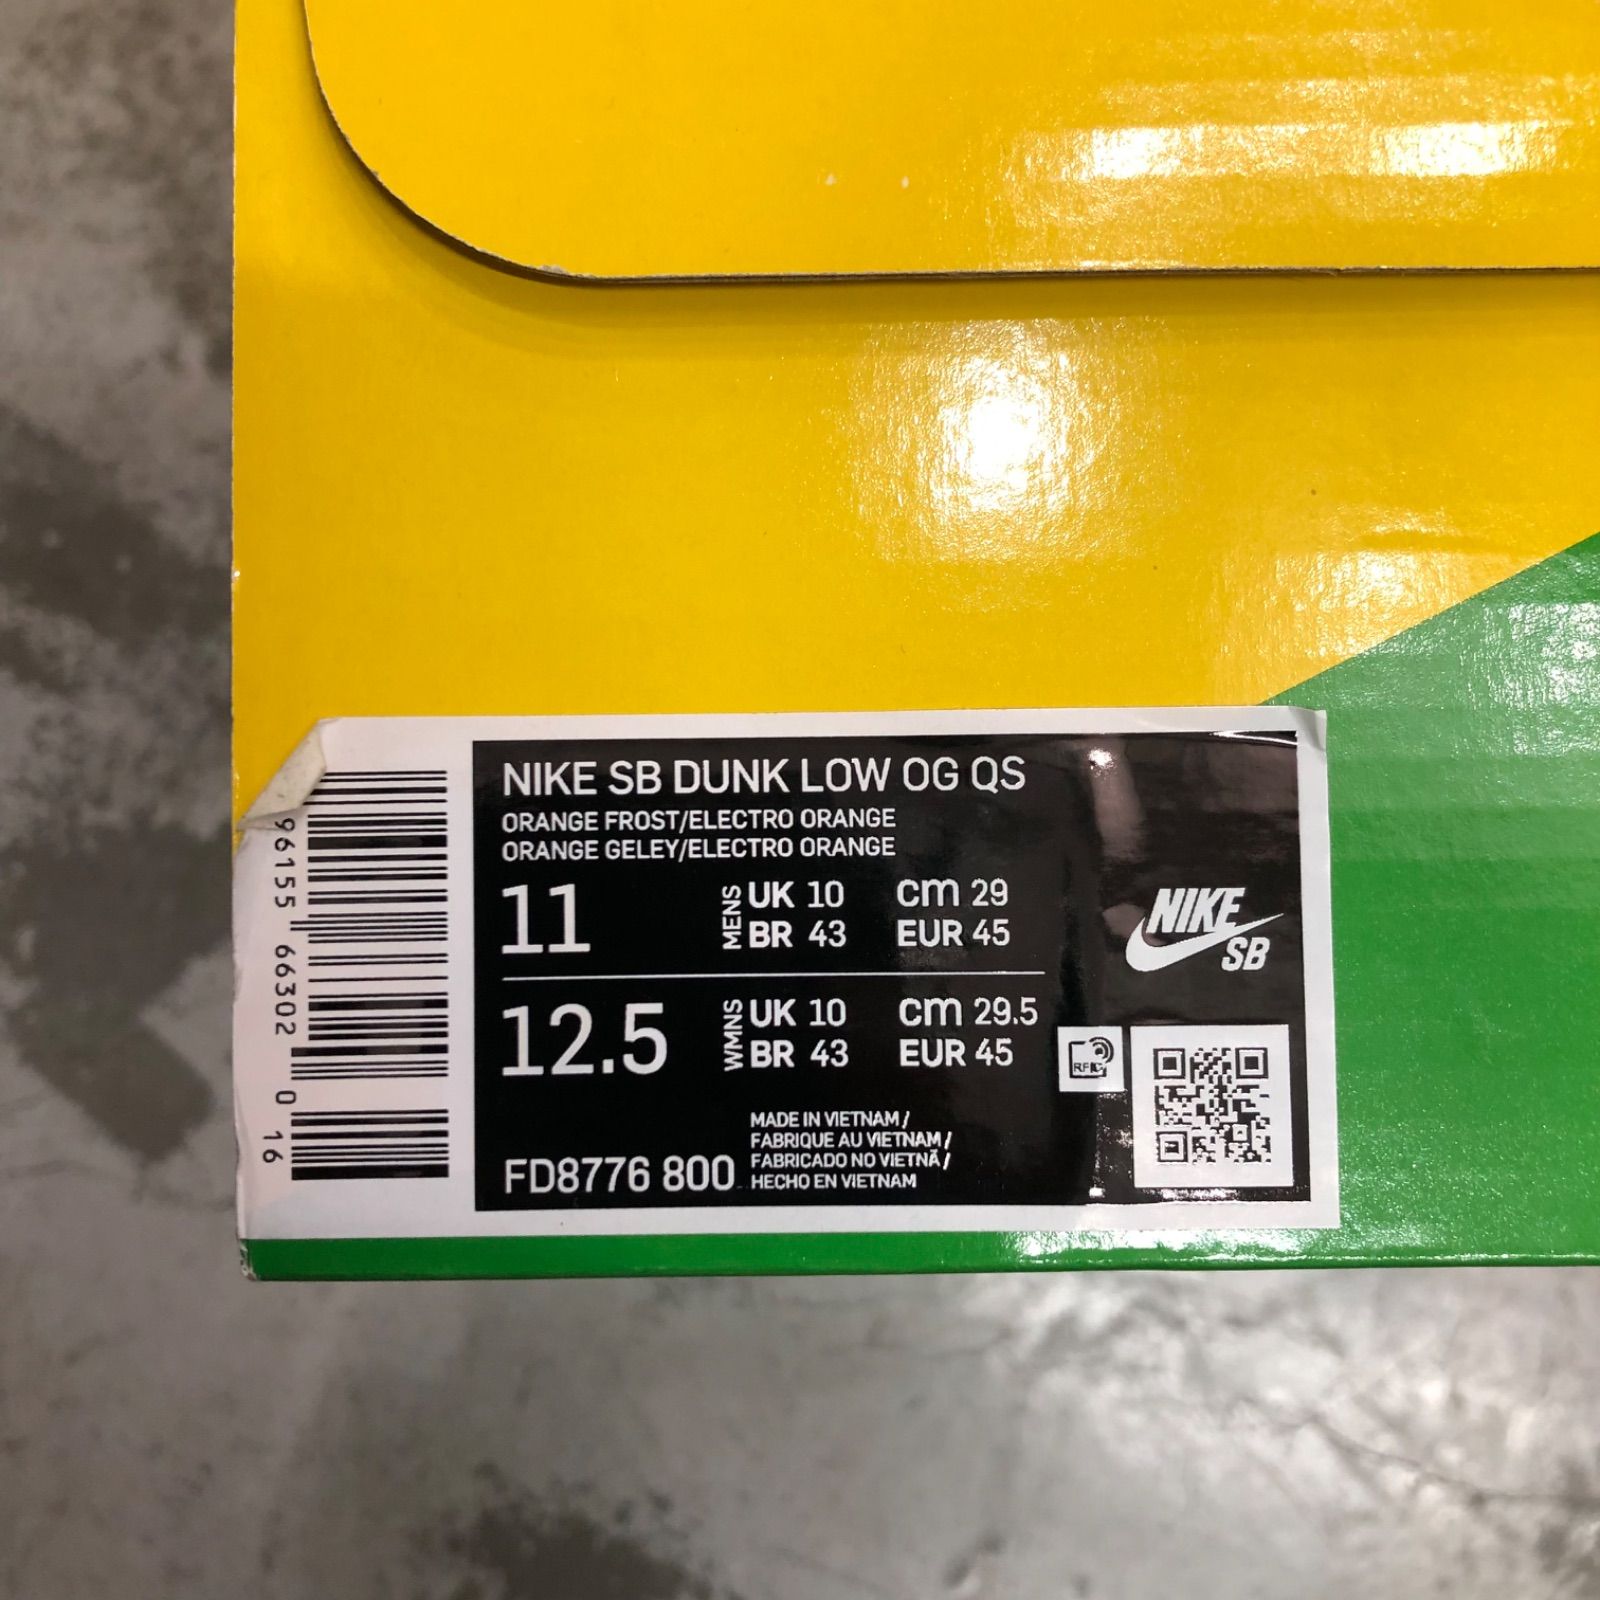 NIKE SB DUNK LOW OG QS
ORANGE FROST/ELECTRO ORANGE
ORANGE GELEY/ELECTRO ORANGE
11 MENS UK 10 CM 29
BR 43 EUR 45
12.5 WMNS UK 10 CM 29.5
BR 43 EUR 45
NIKE
SB
RFID
MADE IN VIETNAM /
FABRIQUE AU VIETNAM /
FABRICADO NO VIETNÃ /
HECHO EN VIETNAM
FD8776 800
96155 66302 0 16